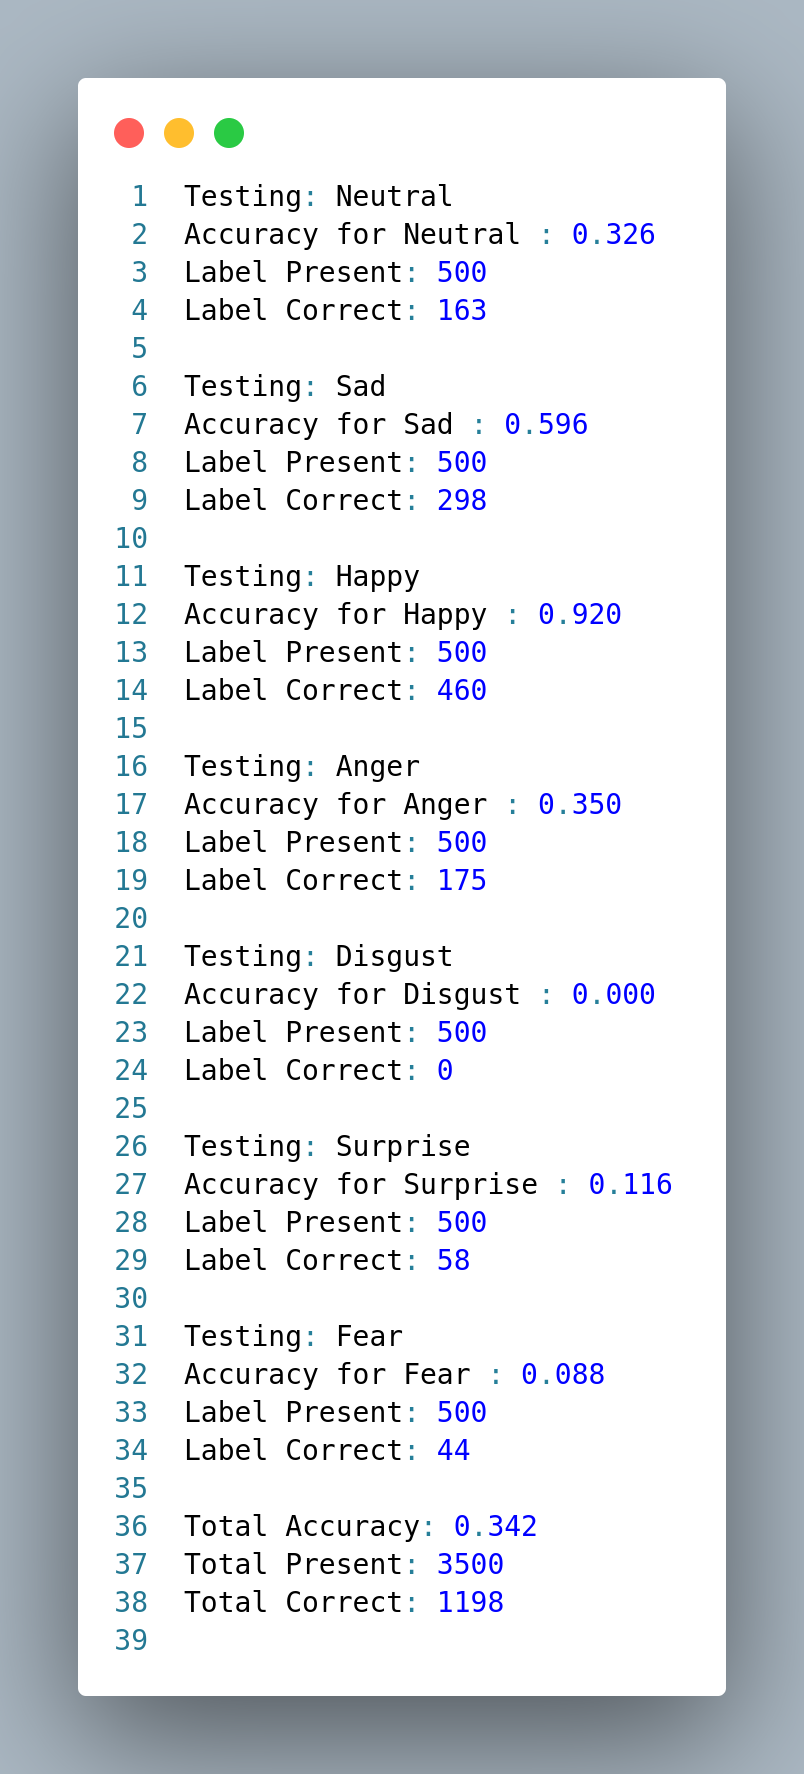 1 Testing: Neutral
2 Accuracy for Neutral : 0.326
3 Label Present: 500
4 Label Correct: 163
5
6 Testing: Sad
7 Accuracy for Sad : 0.596
8 Label Present: 500
9 Label Correct: 298
10
11 Testing: Happy
12 Accuracy for Happy : 0.920
13 Label Present: 500
14 Label Correct: 460
15
16 Testing: Anger
17 Accuracy for Anger : 0.350
18 Label Present: 500
19 Label Correct: 175
20
21 Testing: Disgust
22 Accuracy for Disgust : 0.000
23 Label Present: 500
24 Label Correct: 0
25
26 Testing: Surprise
27 Accuracy for Surprise : 0.116
28 Label Present: 500
29 Label Correct: 58
30
31 Testing: Fear
32 Accuracy for Fear : 0.088
33 Label Present: 500
34 Label Correct: 44
35
36 Total Accuracy: 0.342
37 Total Present: 3500
38 Total Correct: 1198
39